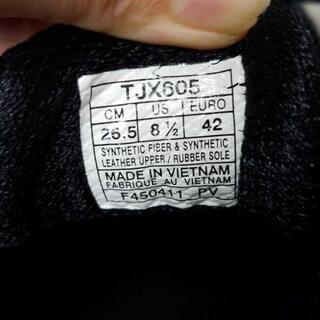 TJX605
CM US EURO
26.5 8 ½ 42
SYNTHETIC FIBER & SYNTHETIC
LEATHER UPPER / RUBBER SOLE
MADE IN VIETNAM
FABRIQUE AU VIETNAM
F450411 PV